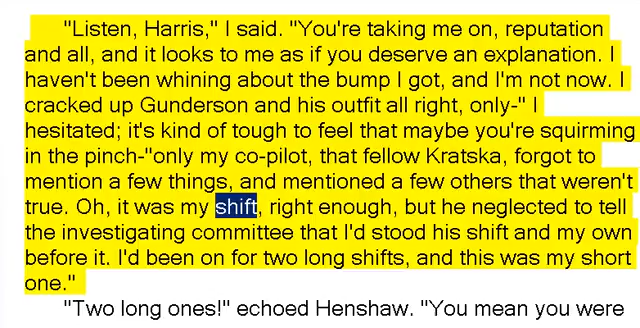 "Listen, Harris," I said. "You're taking me on, reputation
and all, and it looks to me as if you deserve an explanation. I
haven't been whining about the bump I got, and I'm not now. I
cracked up Gunderson and his outfit all right, only-" I
hesitated; it's kind of tough to feel that maybe you're squirming
in the pinch-"only my co-pilot, that fellow Kratska, forgot to
mention a few things, and mentioned a few others that weren't
true. Oh, it was my shift, right enough, but he neglected to tell
the investigating committee that I'd stood his shift and my own
before it. I'd been on for two long shifts, and this was my short
one."
"Two long ones!" echoed Henshaw. "You mean you were